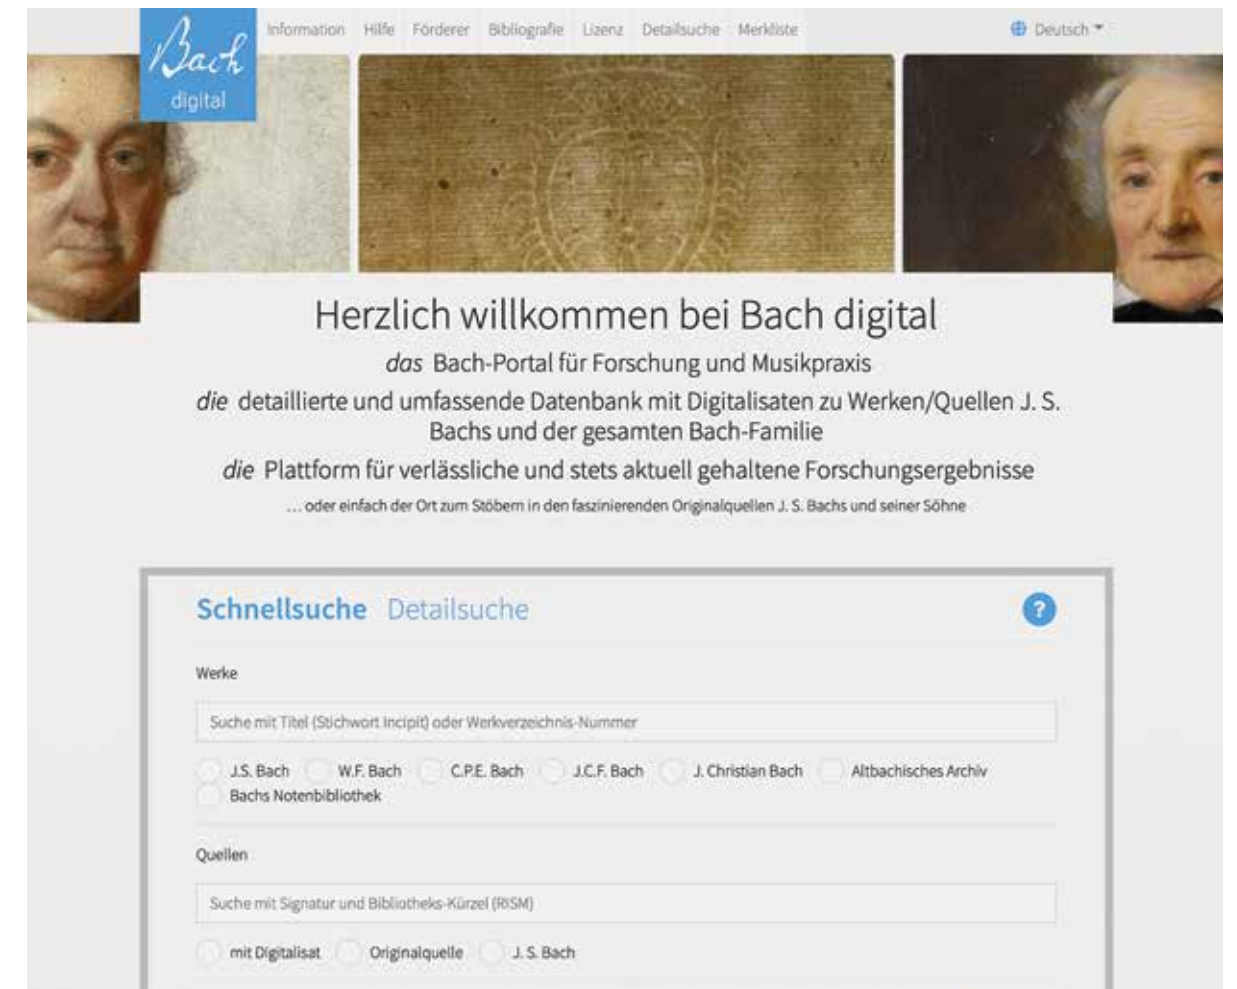 Bach
digital
Information Hilfe Förderer Bibliografie Lizenz Detailsuche Merkliste
Deutsch
Herzlich willkommen bei Bach digital
das Bach-Portal für Forschung und Musikpraxis
die detaillierte und umfassende Datenbank mit Digitalisaten zu Werken/Quellen J. S.
Bachs und der gesamten Bach-Familie
die Plattform für verlässliche und stets aktuell gehaltene Forschungsergebnisse
... oder einfach der Ort zum Stöbern in den faszinierenden Originalquellen J. S. Bachs und seiner Söhne
Schnellsuche Detailsuche ?
Werke
Suche mit Titel (Stichwort Incipit) oder Werkverzeichnis-Nummer
J.S. Bach W.F. Bach C.P.E. Bach J.C.F. Bach J. Christian Bach Altbachisches Archiv
Bachs Notenbibliothek
Quellen
Suche mit Signatur und Bibliotheks-Kürzel (RISM)
mit Digitalisat Originalquelle J. S. Bach